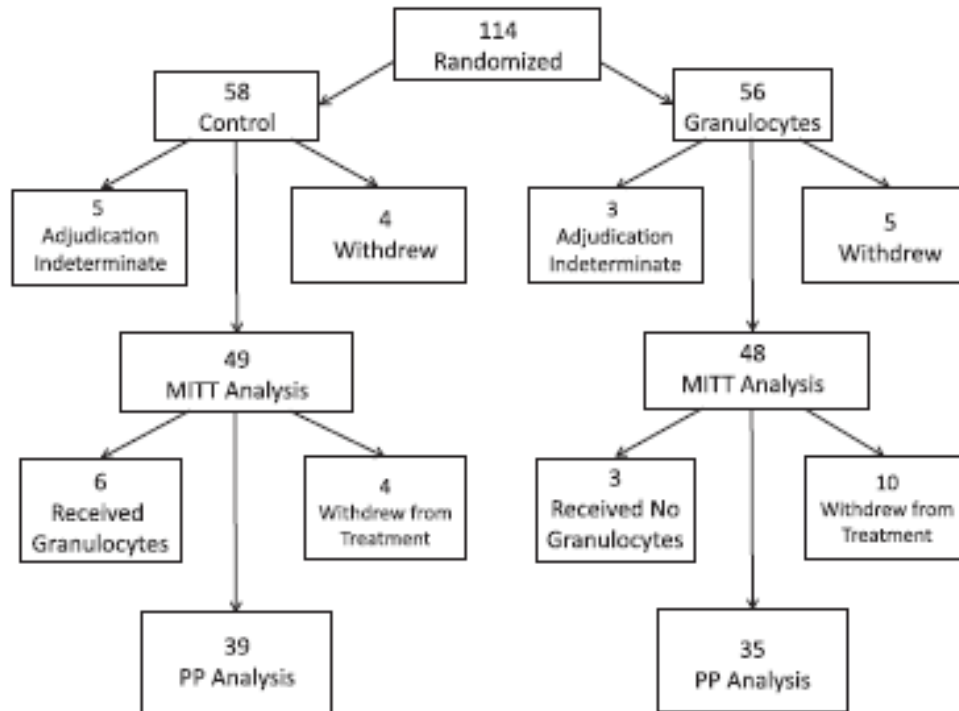 114
Randomized
58
Control
56
Granulocytes
5
Adjudication
Indeterminate
4
Withdrew
3
Adjudication
Indeterminate
5
Withdrew
49
MITT Analysis
48
MITT Analysis
6
Received
Granulocytes
4
Withdrew from
Treatment
3
Received No
Granulocytes
10
Withdrew from
Treatment
39
PP Analysis
35
PP Analysis